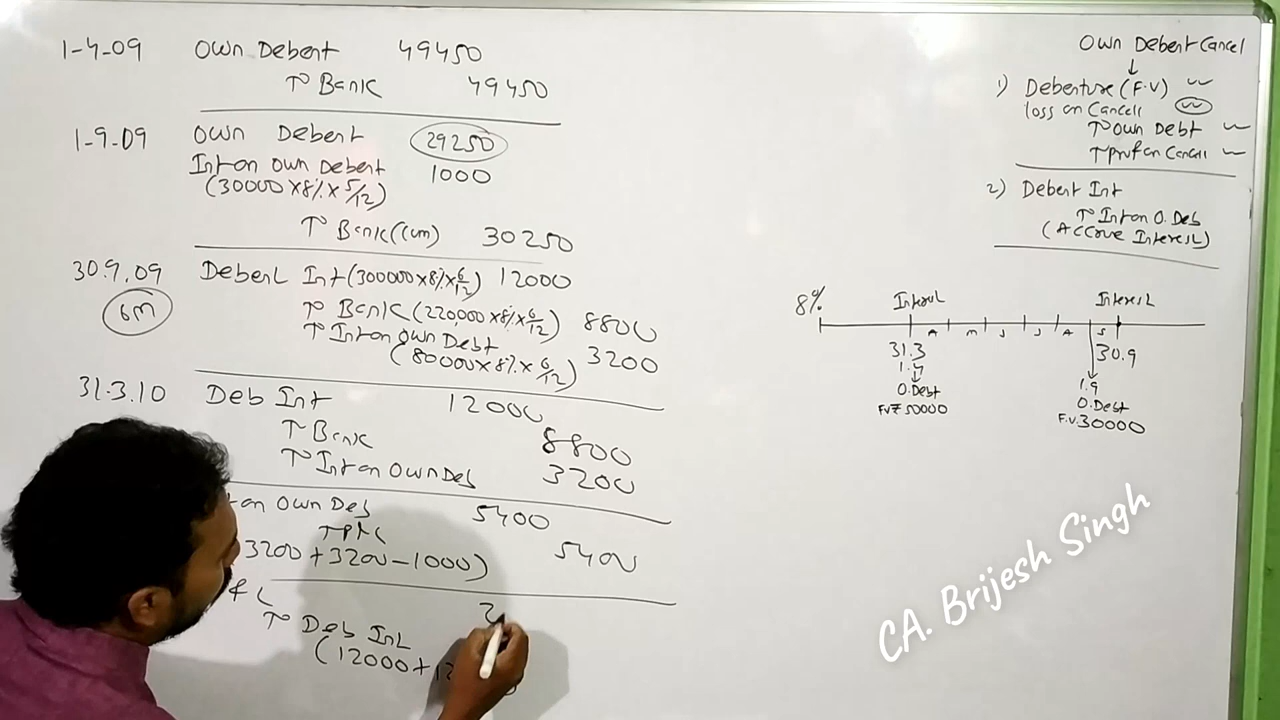 1-4-09 Own Debent 49450
To Bank 49450
1-9-09 Own Debent 29250
Int on Own Debent 1000
(30000×8%×5/12)
To Bank (Cum) 30250
30.9.09 Debent Int (300000×8%×6/12) 12000
6m
To Bank (220,000×8%×6/12) 8800
To Int on Own Debt 3200
(80000×8%×6/12)
31.3.10 Deb Int 12000
To Bank 8800
To Int on Own Deb 3200
on Own Deb 5400
To P&L 5400
3200 + 3200 - 1000)
& L 2
To Deb Int
(12000+12
Own Debent Cancel
↓
1) Debenture (F.V)
loss on Cancell
To Own Debt
To prof on Cancell
2) Debent Int
To Int on O. Deb
(Accrue Interest)
8% Interest Interest
A M J J A S
31.3 30.9
1.4 1.9
O.Debt O.Debt
FV₹50000 F.V.30000
CA. Brijesh Singh